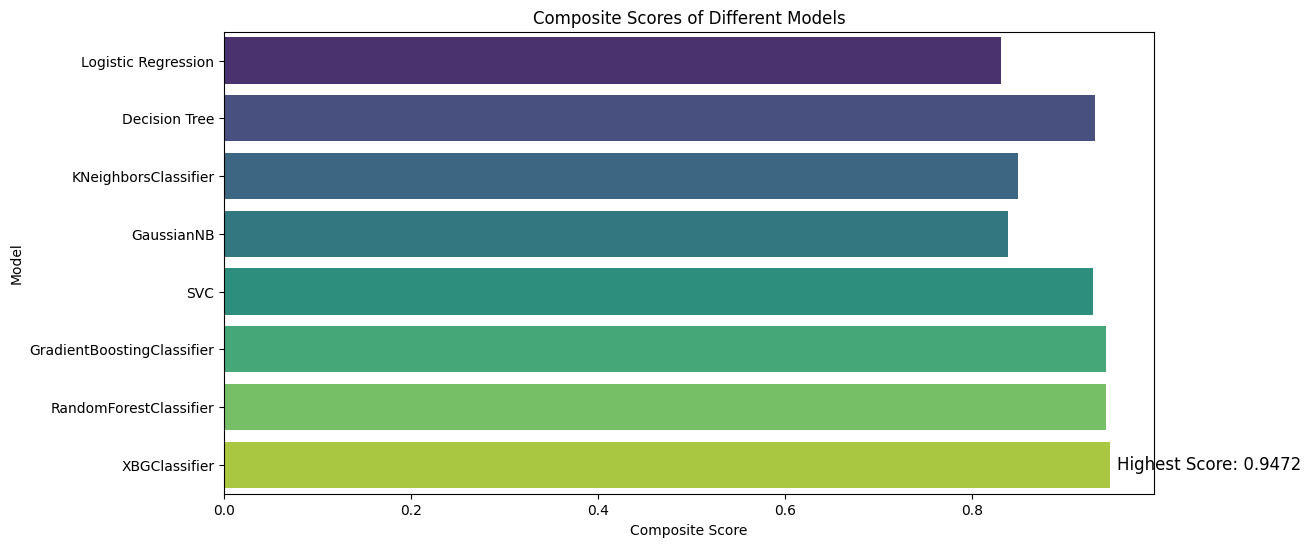 Composite Scores of Different Models
Logistic Regression
Decision Tree
KNeighborsClassifier
GaussianNB
SVC
GradientBoostingClassifier
RandomForestClassifier
XBGClassifier
Highest Score: 0.9472
Model
0.0 0.2 0.4 0.6 0.8
Composite Score